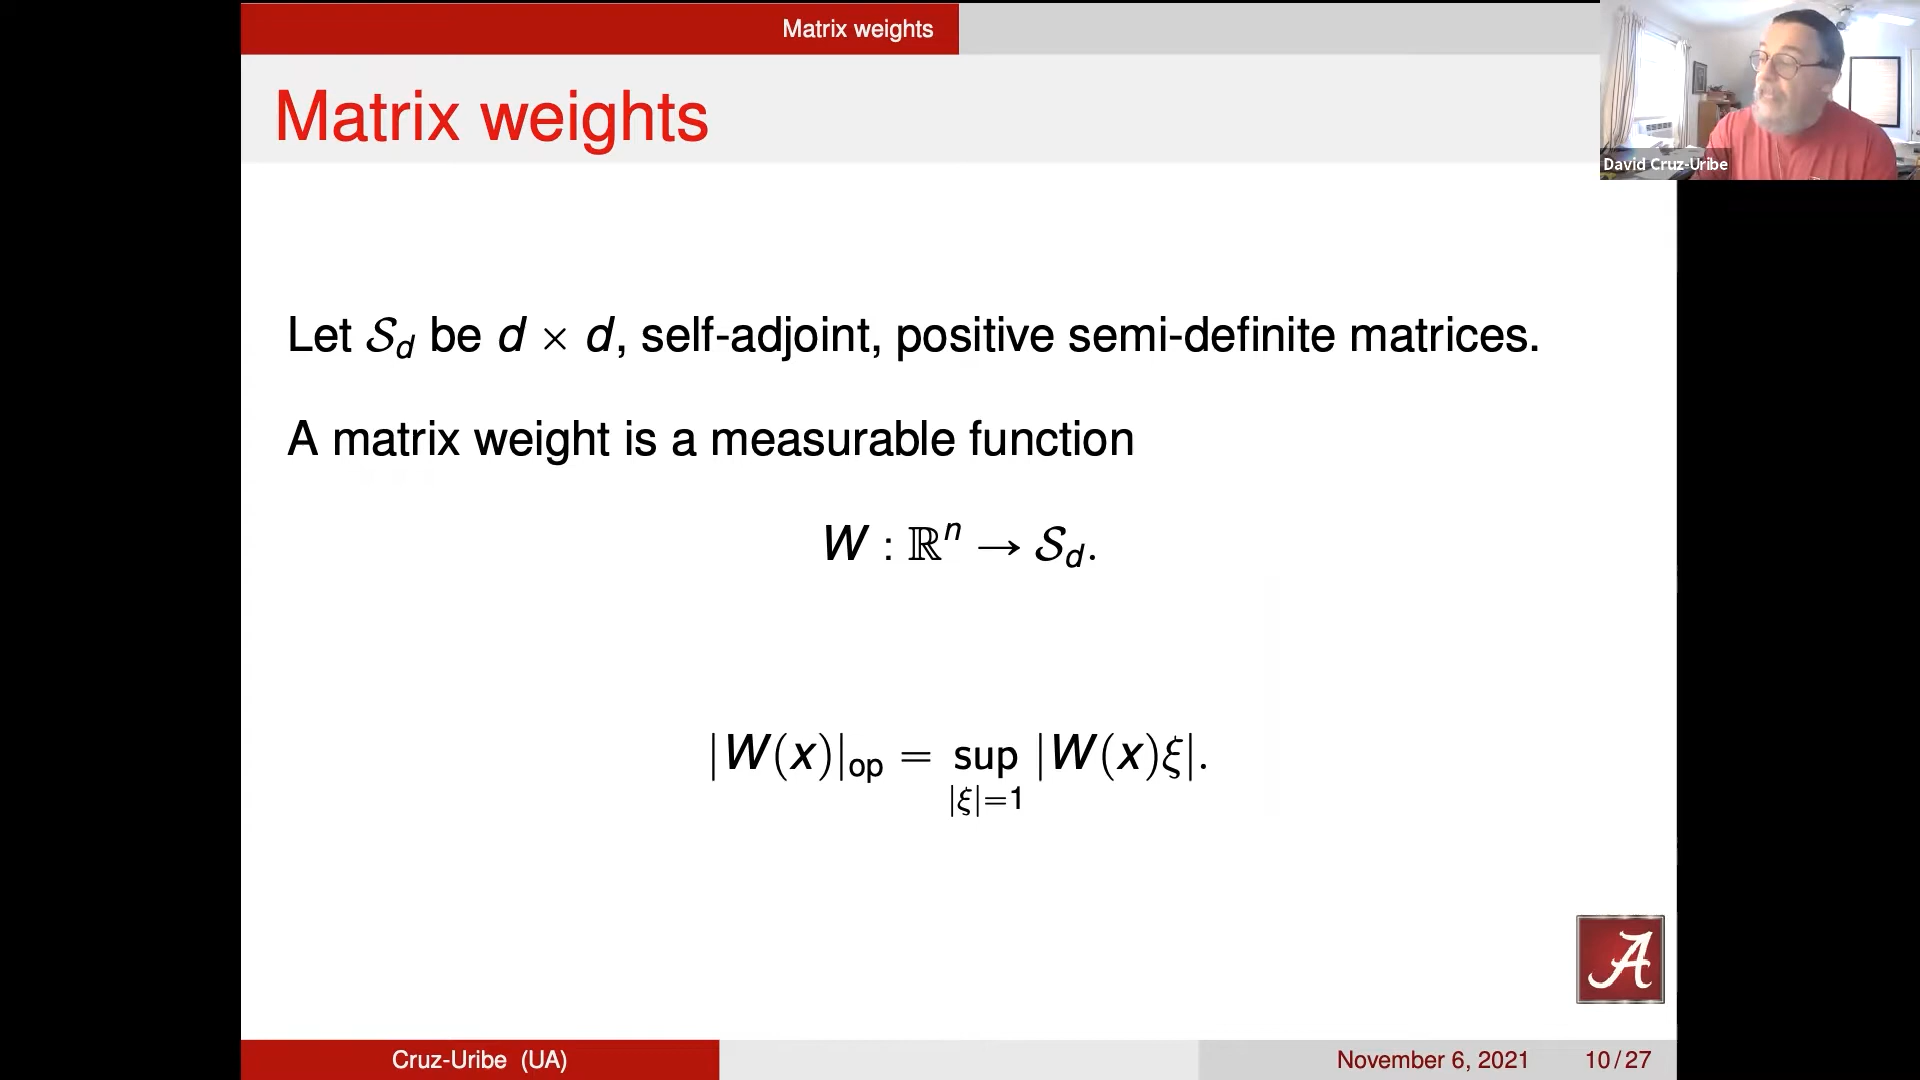 Matrix weights
David Cruz-Uribe
Matrix weights
Let 𝒮_d be d × d, self-adjoint, positive semi-definite matrices.
A matrix weight is a measurable function
W : ℝⁿ → 𝒮_d.
|W(x)|_op = sup_{|ξ|=1} |W(x)ξ|.
A
Cruz-Uribe (UA)
November 6, 2021 10 / 27